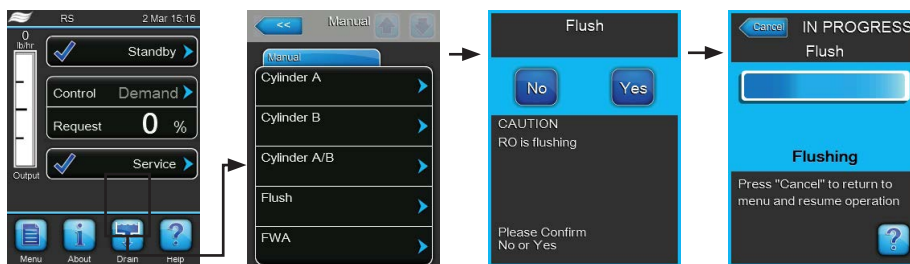 RS 2 Mar 15:16
0
lb/hr
Standby
Control Demand
Request 0 %
Service
Output
Menu About Drain Help
<< Manual
Manual
Cylinder A
Cylinder B
Cylinder A/B
Flush
FWA
Flush
No Yes
CAUTION
RO is flushing
Please Confirm
No or Yes
Cancel IN PROGRESS
Flush
Flushing
Press "Cancel" to return to
menu and resume operation
?